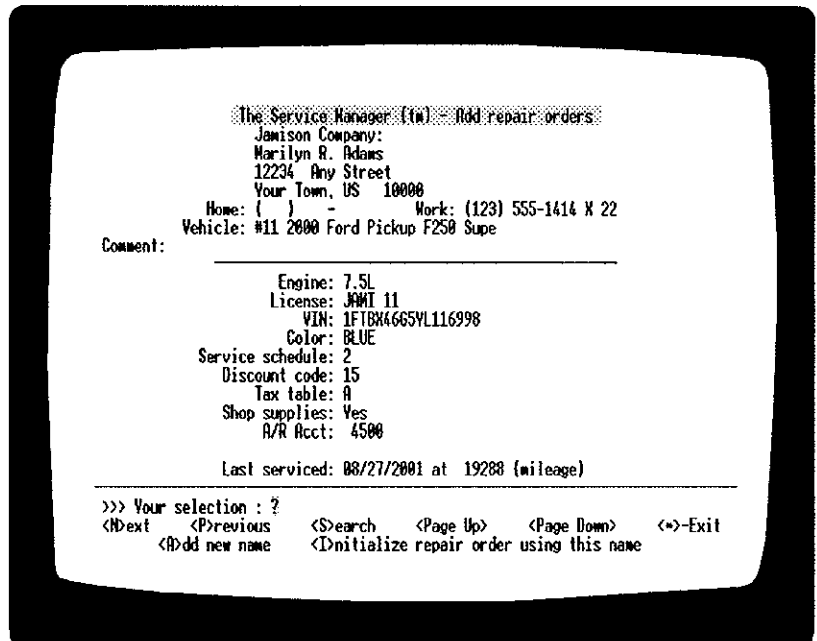 The Service Manager (tm) - Add repair orders
Jamison Company:
Marilyn R. Adams
12234 Any Street
Your Town, US 10000
Home: ( ) - Work: (123) 555-1414 X 22
Vehicle: #11 2000 Ford Pickup F250 Supe
Comment:
Engine: 7.5L
License: JAMI 11
VIN: 1FTBX46G5YL116998
Color: BLUE
Service schedule: 2
Discount code: 15
Tax table: A
Shop supplies: Yes
A/R Acct: 4500
Last serviced: 08/27/2001 at 19288 (mileage)
>>> Your selection : ?
<N>ext <P>revious <S>earch <Page Up> <Page Down> <*>-Exit
<A>dd new name <I>nitialize repair order using this name